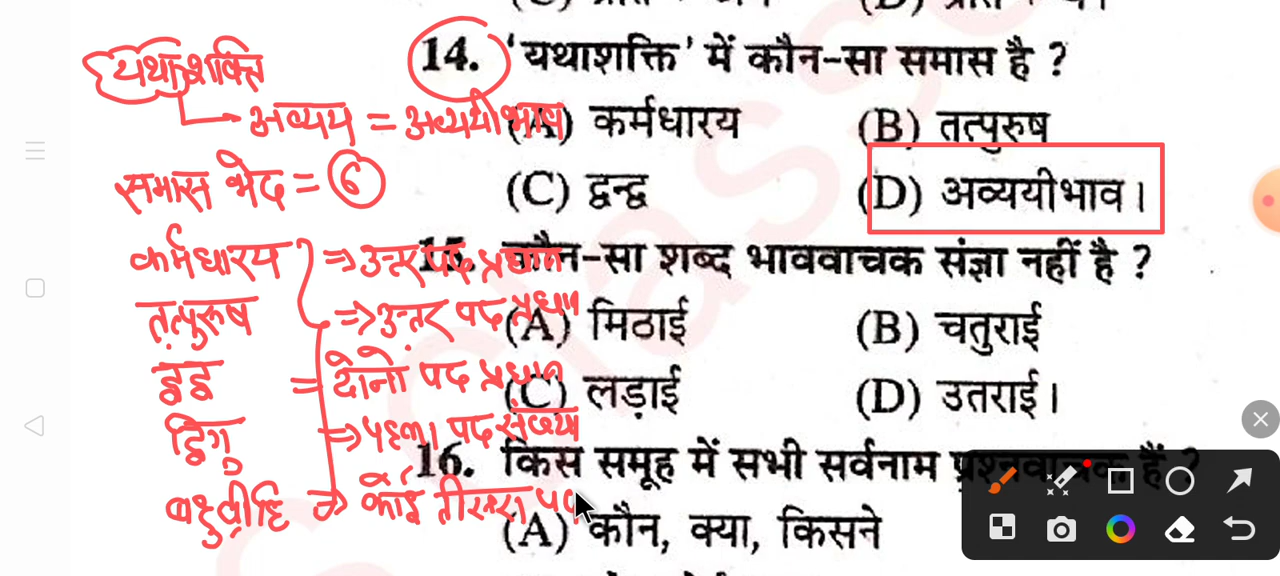 14. 'यथाशक्ति' में कौन-सा समास है ?
(A) कर्मधारय (B) तत्पुरुष
(C) द्वन्द्व (D) अव्ययीभाव।
15. कौन-सा शब्द भाववाचक संज्ञा नहीं है ?
(A) मिठाई (B) चतुराई
(C) लड़ाई (D) उतराई।
16. किस समूह में सभी सर्वनाम प्रश्नवाचक हैं ?
(A) कौन, क्या, किसने
यथाशक्ति
→ अव्यय = अव्ययीभाव
समास भेद = 6
कर्मधारय ⇒ उत्तर पद प्रधान
तत्पुरुष ⇒ उत्तर पद प्रधान
द्वद्व = दोनो पद प्रधान
द्विगु ⇒ पहला पद संख्या
बहुव्रीहि ⇒ कोई तीसरा